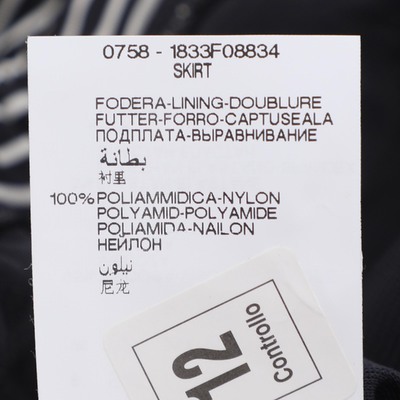 0758 - 1833F08834
SKIRT
FODERA-LINING-DOUBLURE
FUTTER-FORRO-CAPTUSEALA
ПОДПЛАТА-ВЫРАВНИВАНИЕ
بطانة
衬里
100% POLIAMMIDICA-NYLON
POLYAMID-POLYAMIDE
POLIAMIDA-NAILON
НЕЙЛОН
نيلون
尼龙
12
Controllo